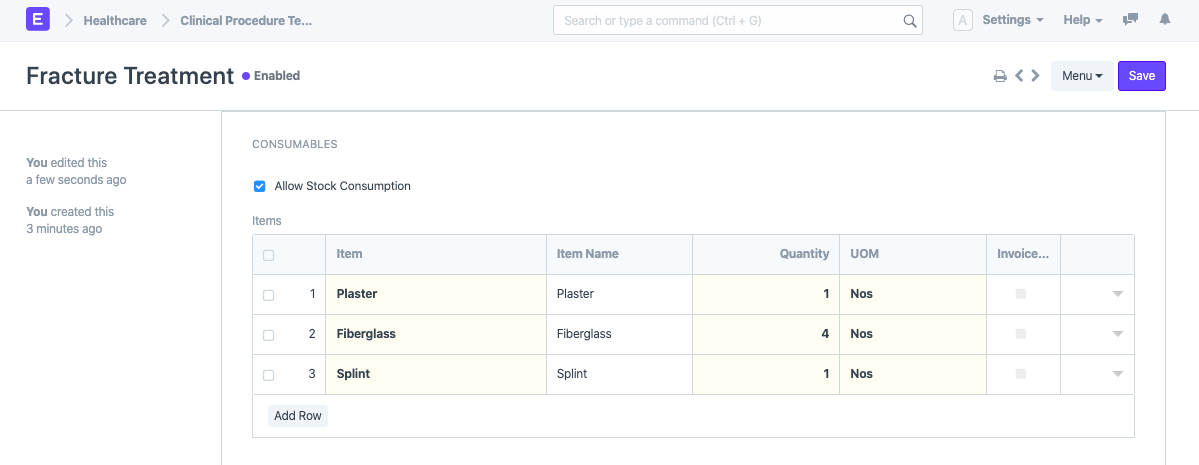 E Healthcare Clinical Procedure Te... Search or type a command (Ctrl + G) A Settings Help
Fracture Treatment Enabled Menu Save
CONSUMABLES
You edited this
a few seconds ago
Allow Stock Consumption
You created this
3 minutes ago
Items
Item Item Name Quantity UOM Invoice...
1 Plaster Plaster 1 Nos
2 Fiberglass Fiberglass 4 Nos
3 Splint Splint 1 Nos
Add Row